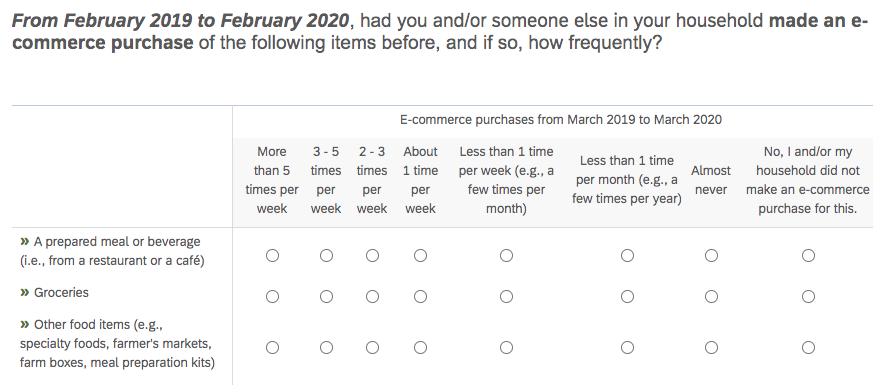 From February 2019 to February 2020, had you and/or someone else in your household made an e-
commerce purchase of the following items before, and if so, how frequently?
E-commerce purchases from March 2019 to March 2020
More than 5 times per week
3 - 5 times per week
2 - 3 times per week
About 1 time per week
Less than 1 time per week (e.g., a few times per month)
Less than 1 time per month (e.g., a few times per year)
Almost never
No, I and/or my household did not make an e-commerce purchase for this.
» A prepared meal or beverage
(i.e., from a restaurant or a café)
» Groceries
» Other food items (e.g.,
specialty foods, farmer's markets,
farm boxes, meal preparation kits)